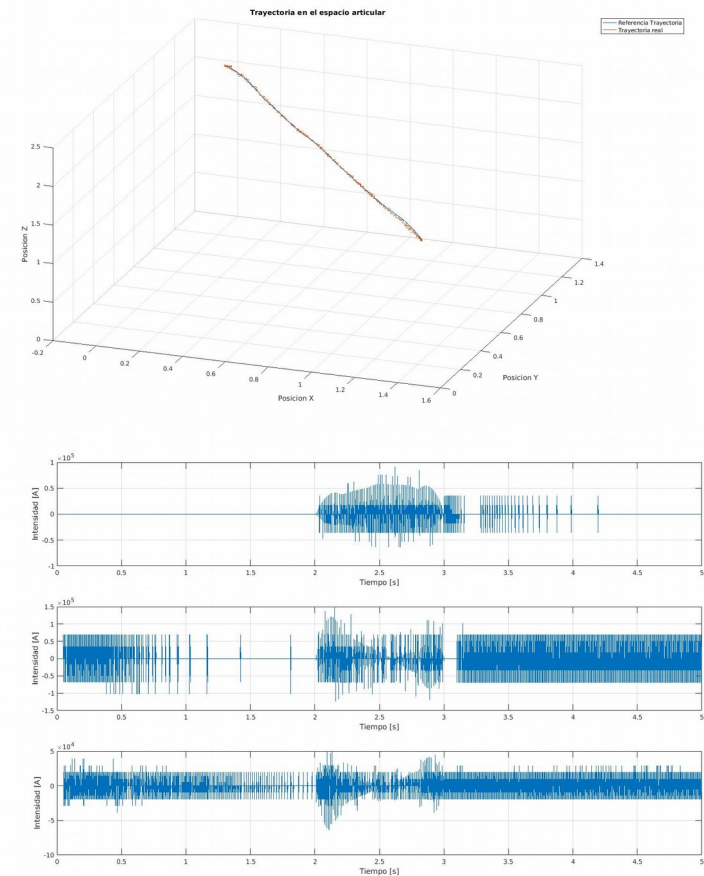 Trayectoria en el espacio articular
Referencia Trayectoria
Trayectoria real
2.5
2
1.5
1
0.5
0
Posicion Z
-0.2
0
0.2
0.4
0.6
0.8
1
1.2
1.4
1.6
Posicion X
0
0.2
0.4
0.6
0.8
1
1.2
1.4
Posicion Y
×10^5
1
0.5
0
-0.5
-1
Intensidad [A]
0 0.5 1 1.5 2 2.5 3 3.5 4 4.5 5
Tiempo [s]
×10^5
1.5
1
0.5
0
-0.5
-1
-1.5
Intensidad [A]
0 0.5 1 1.5 2 2.5 3 3.5 4 4.5 5
Tiempo [s]
×10^4
5
0
-5
-10
Intensidad [A]
0 0.5 1 1.5 2 2.5 3 3.5 4 4.5 5
Tiempo [s]